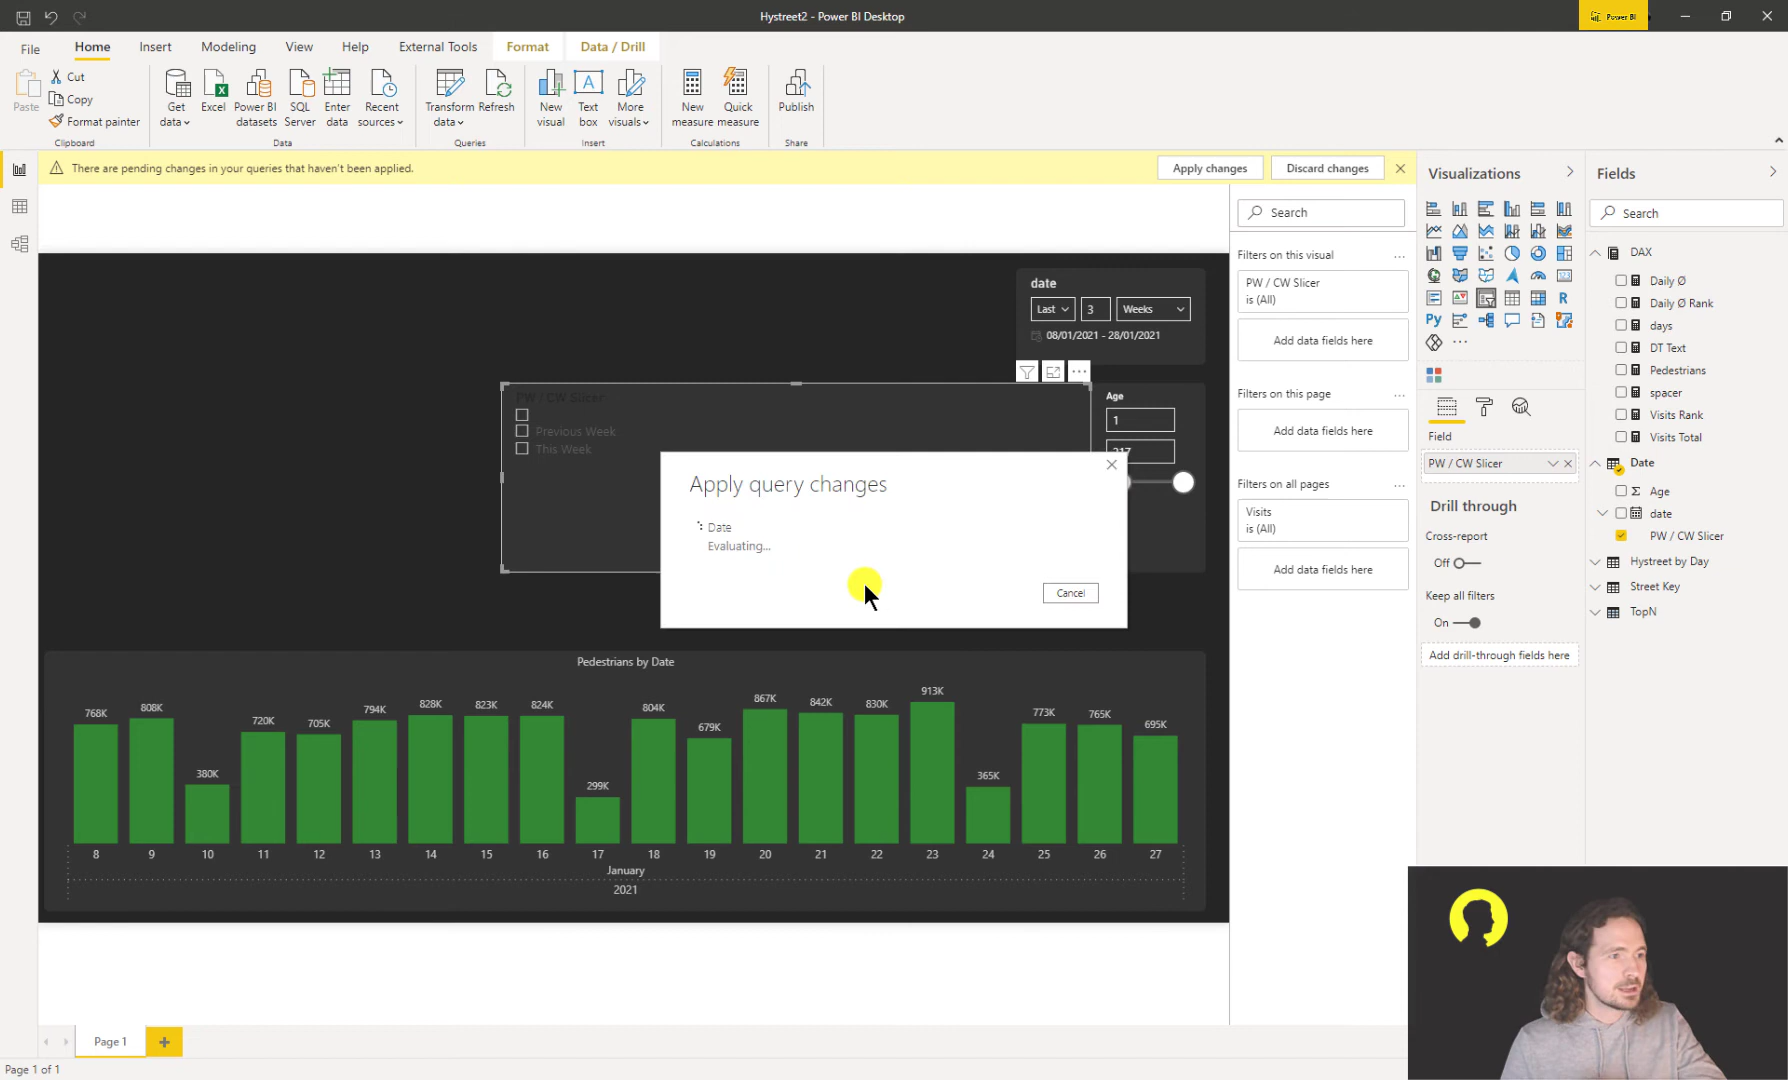 Hystreet2 - Power BI Desktop
Power BI
File
Home
Insert
Modeling
View
Help
External Tools
Format
Data / Drill
Paste
Cut
Copy
Format painter
Clipboard
Get data
Excel
Power BI datasets
SQL Server
Enter data
Recent sources
Data
Transform data
Refresh
Queries
New visual
Text box
More visuals
Insert
New measure
Quick measure
Calculations
Publish
Share
There are pending changes in your queries that haven't been applied.
Apply changes
Discard changes
date
Last
3
Weeks
08/01/2021 - 28/01/2021
PW / CW Slicer
Previous Week
This Week
Age
1
217
Apply query changes
Date
Evaluating...
Cancel
Pedestrians by Date
768K
808K
380K
720K
705K
794K
828K
823K
824K
299K
804K
679K
867K
842K
830K
913K
365K
773K
765K
695K
8 9 10 11 12 13 14 15 16 17 18 19 20 21 22 23 24 25 26 27
January
2021
Search
Filters on this visual
...
PW / CW Slicer
is (All)
Add data fields here
Filters on this page
...
Add data fields here
Filters on all pages
...
Visits
is (All)
Add data fields here
Visualizations
123
R
Py
...
Field
PW / CW Slicer
Drill through
Cross-report
Off
Keep all filters
On
Add drill-through fields here
Fields
Search
DAX
Daily Ø
Daily Ø Rank
days
DT Text
Pedestrians
spacer
Visits Rank
Visits Total
Date
Σ Age
date
PW / CW Slicer
Hystreet by Day
Street Key
TopN
Page 1
Page 1 of 1